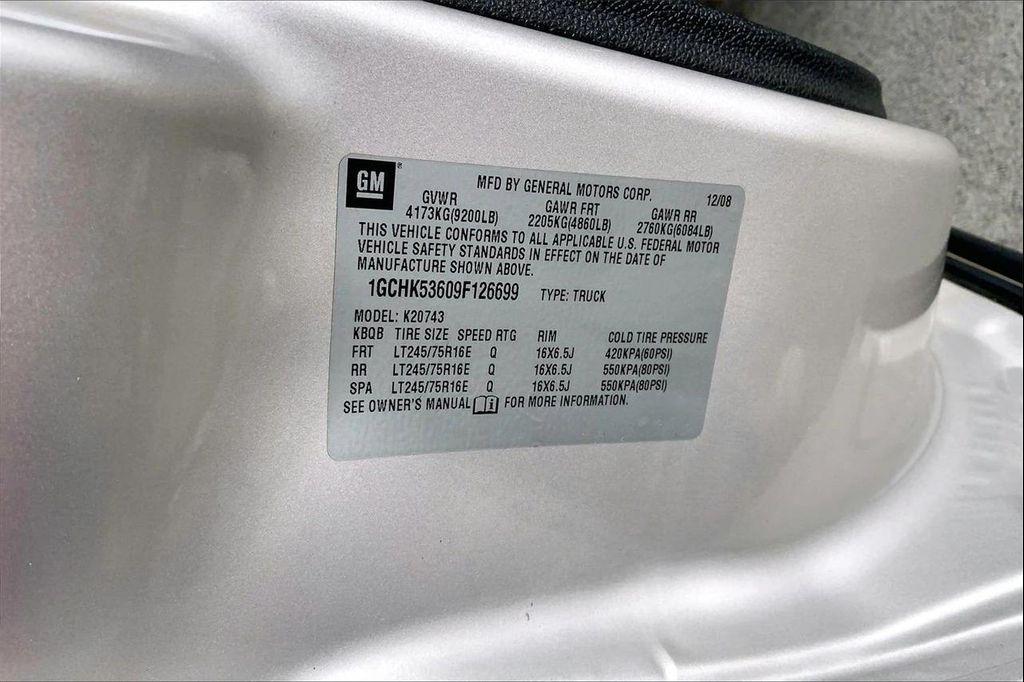 GM
MFD BY GENERAL MOTORS CORP. 12/08
GVWR GAWR FRT GAWR RR
4173KG(9200LB) 2205KG(4860LB) 2760KG(6084LB)
THIS VEHICLE CONFORMS TO ALL APPLICABLE U.S. FEDERAL MOTOR
VEHICLE SAFETY STANDARDS IN EFFECT ON THE DATE OF
MANUFACTURE SHOWN ABOVE.
1GCHK53609F126699 TYPE: TRUCK
MODEL: K20743
KBQB TIRE SIZE SPEED RTG RIM COLD TIRE PRESSURE
FRT LT245/75R16E Q 16X6.5J 420KPA(60PSI)
RR LT245/75R16E Q 16X6.5J 550KPA(80PSI)
SPA LT245/75R16E Q 16X6.5J 550KPA(80PSI)
SEE OWNER'S MANUAL FOR MORE INFORMATION.